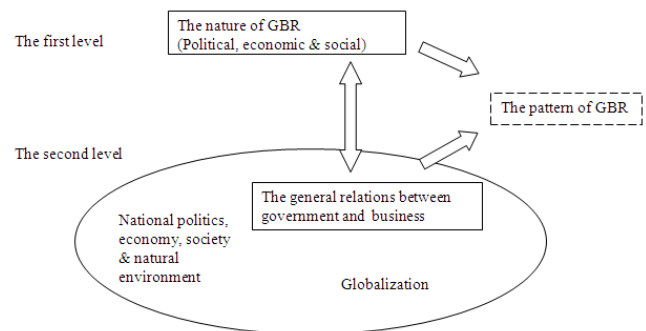 The nature of GBR
(Political, economic & social)
The first level
The pattern of GBR
The second level
The general relations between
government and business
National politics,
economy, society
& natural
environment
Globalization